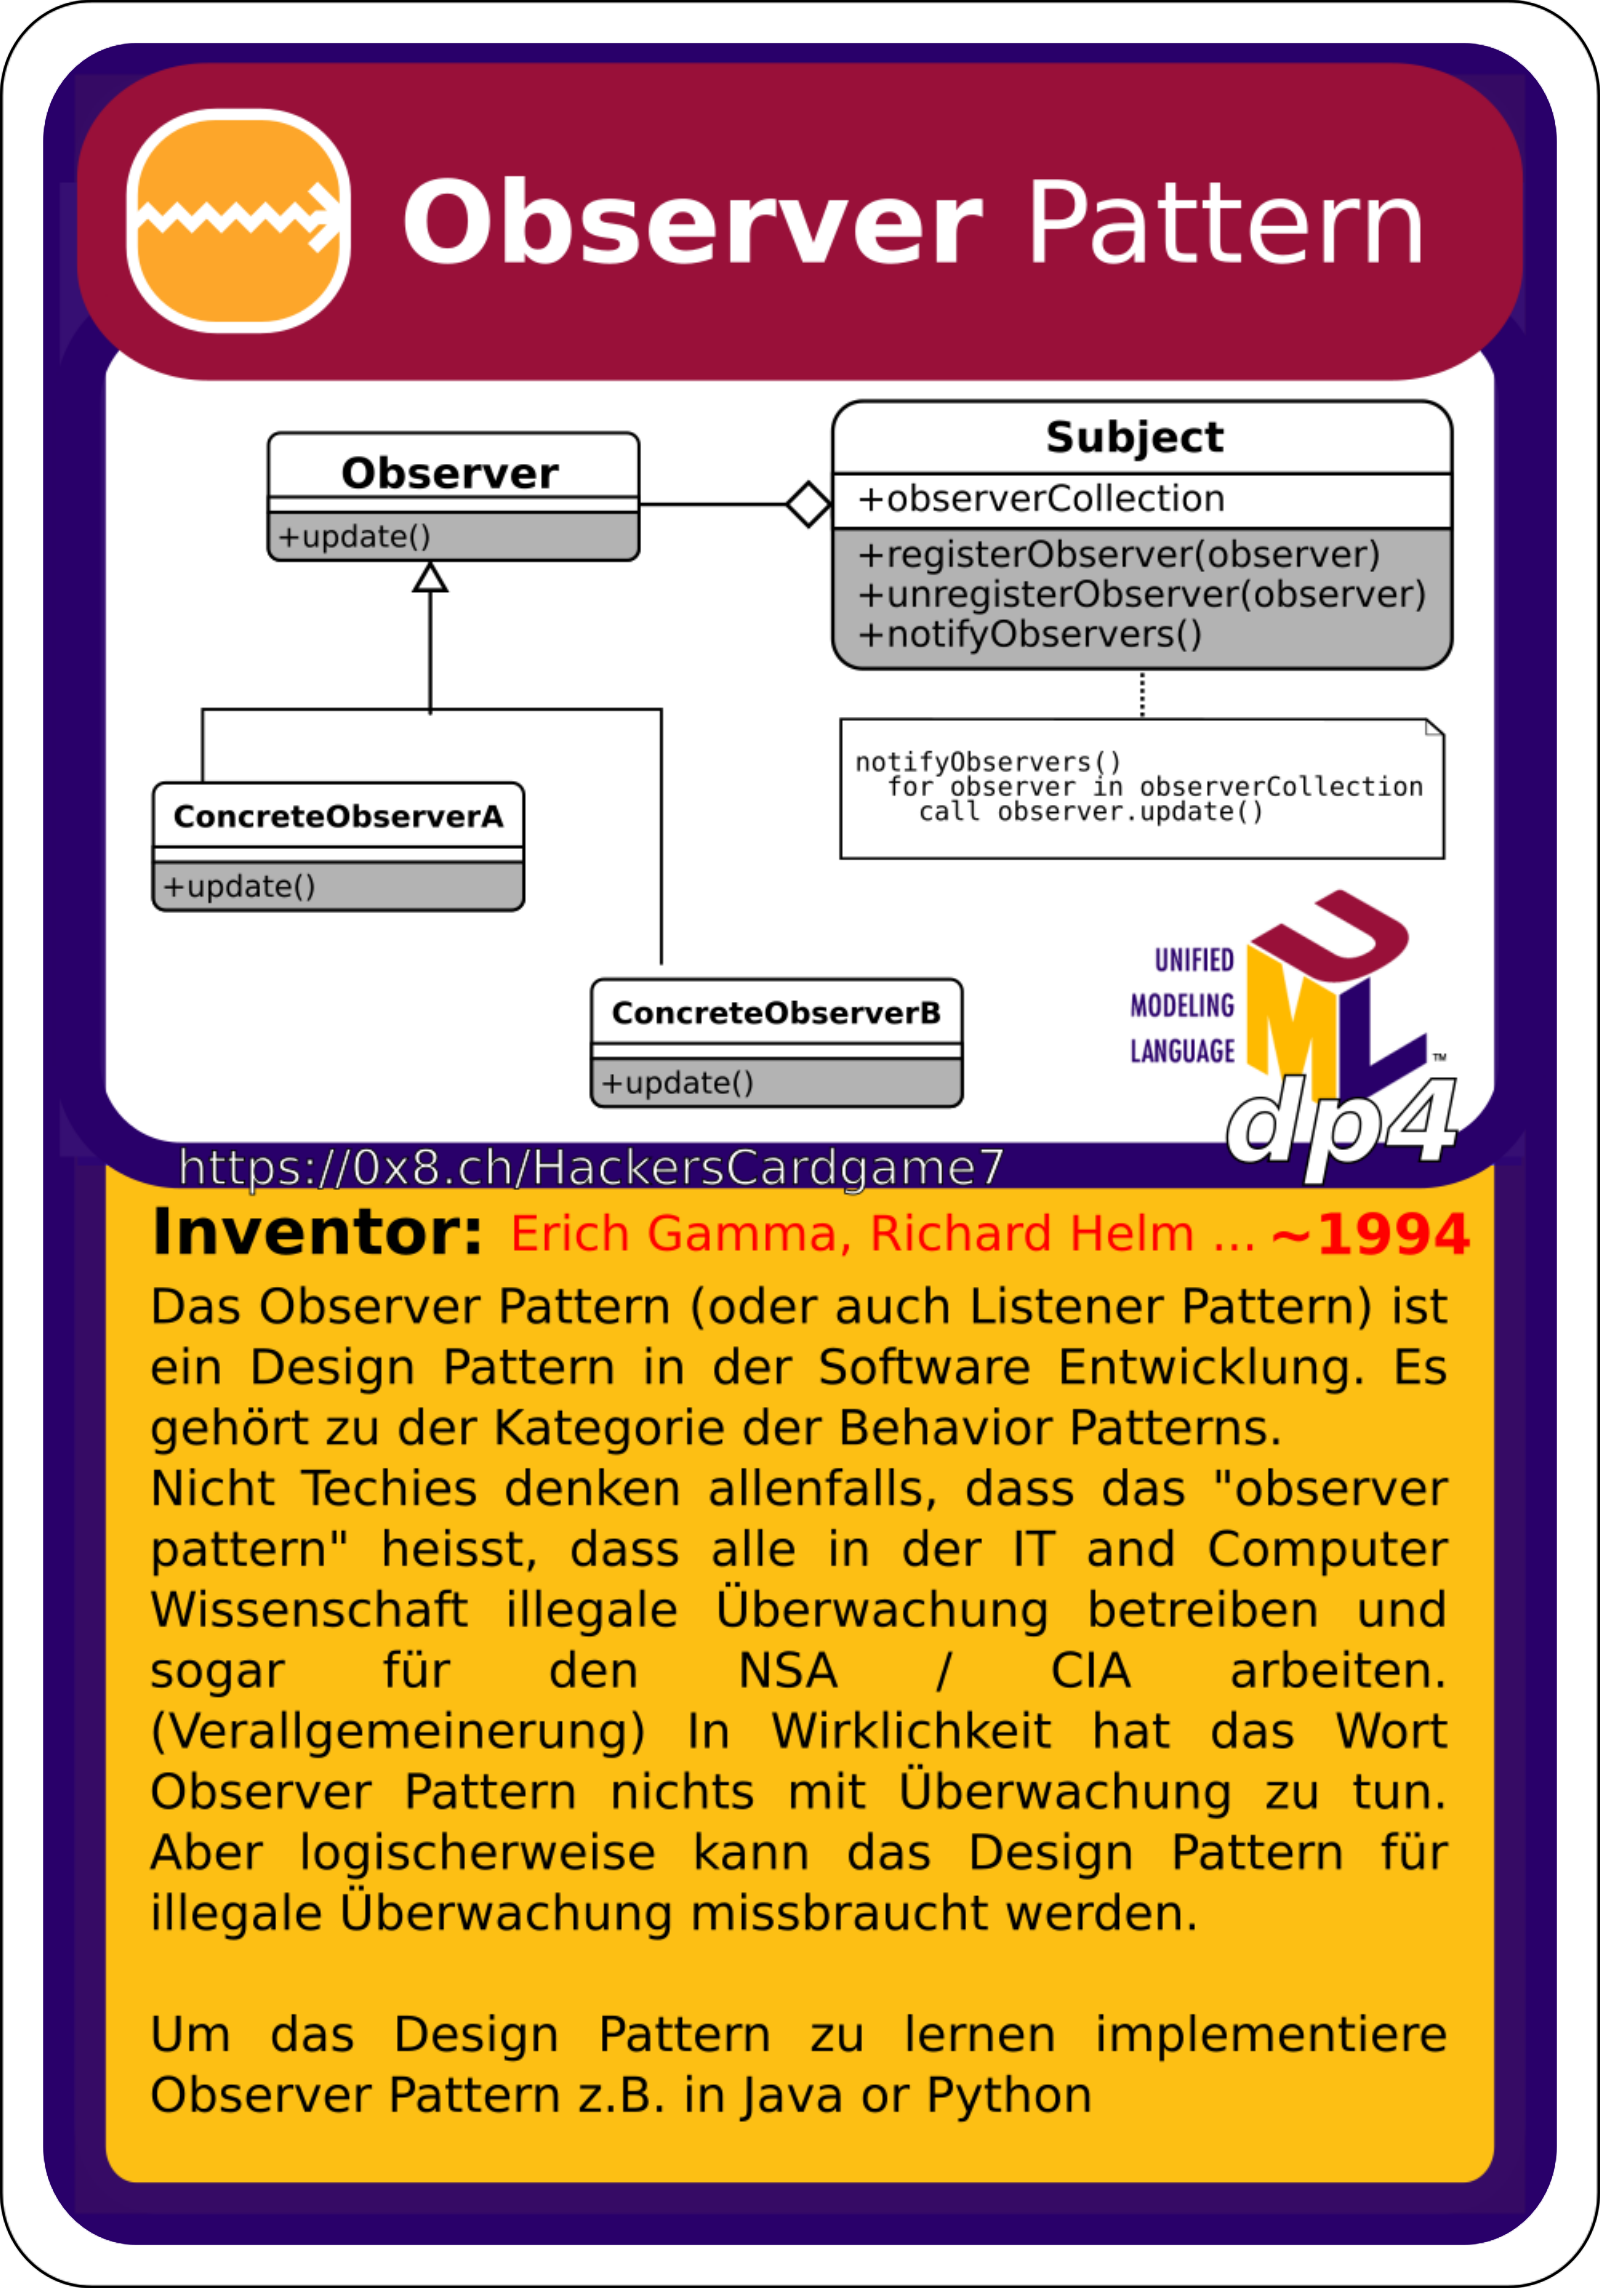 Observer Pattern
Observer
+update()
Subject
+observerCollection
+registerObserver(observer)
+unregisterObserver(observer)
+notifyObservers()
notifyObservers()
for observer in observerCollection
call observer.update()
ConcreteObserverA
+update()
ConcreteObserverB
+update()
UNIFIED
MODELING
LANGUAGE
UML
™
dp4
https://0x8.ch/HackersCardgame7
Inventor: Erich Gamma, Richard Helm ... ~1994
Das Observer Pattern (oder auch Listener Pattern) ist
ein Design Pattern in der Software Entwicklung. Es
gehört zu der Kategorie der Behavior Patterns.
Nicht Techies denken allenfalls, dass das "observer
pattern" heisst, dass alle in der IT and Computer
Wissenschaft illegale Überwachung betreiben und
sogar für den NSA / CIA arbeiten.
(Verallgemeinerung) In Wirklichkeit hat das Wort
Observer Pattern nichts mit Überwachung zu tun.
Aber logischerweise kann das Design Pattern für
illegale Überwachung missbraucht werden.
Um das Design Pattern zu lernen implementiere
Observer Pattern z.B. in Java or Python